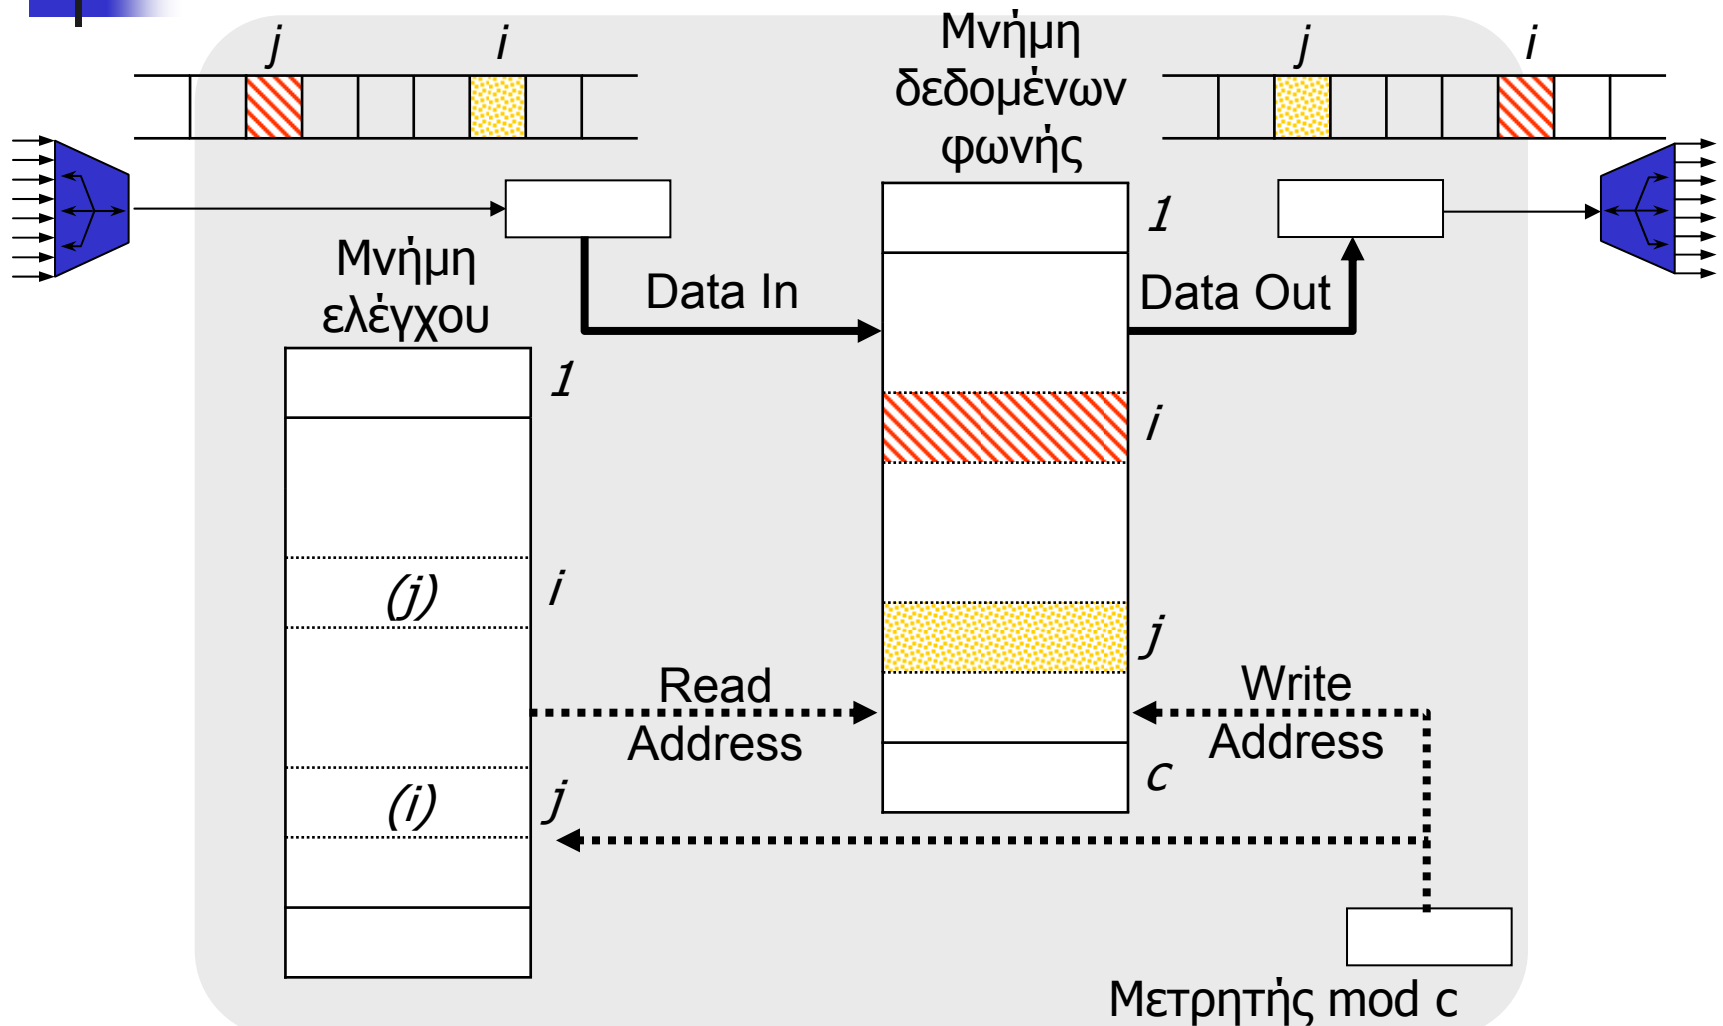 j
i
Μνήμη
δεδομένων
φωνής
j
i
Μνήμη
ελέγχου
Data In
1
Data Out
1
i
(j)
i
j
Read
Address
Write
Address
(i)
j
c
Μετρητής mod c